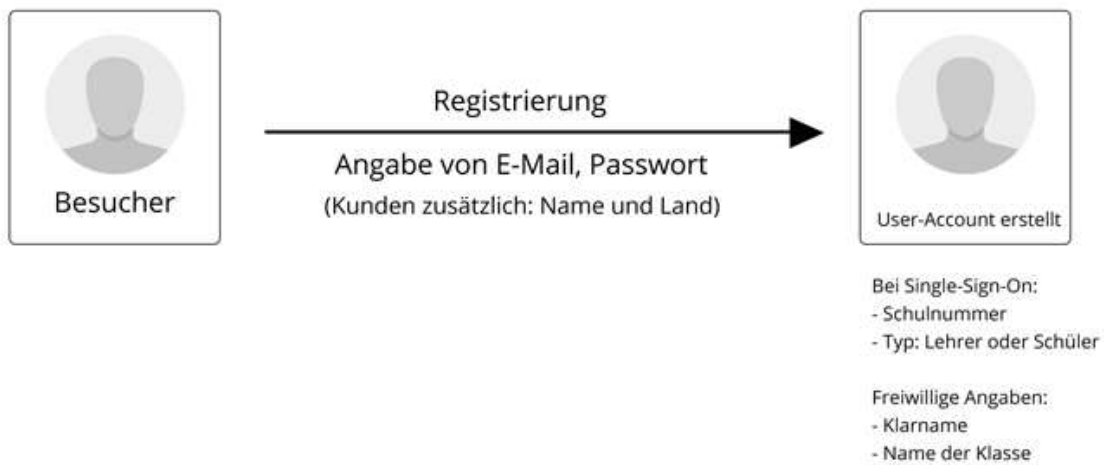 Besucher
Registrierung
Angabe von E-Mail, Passwort
(Kunden zusätzlich: Name und Land)
User-Account erstellt
Bei Single-Sign-On:
- Schulnummer
- Typ: Lehrer oder Schüler
Freiwillige Angaben:
- Klarname
- Name der Klasse